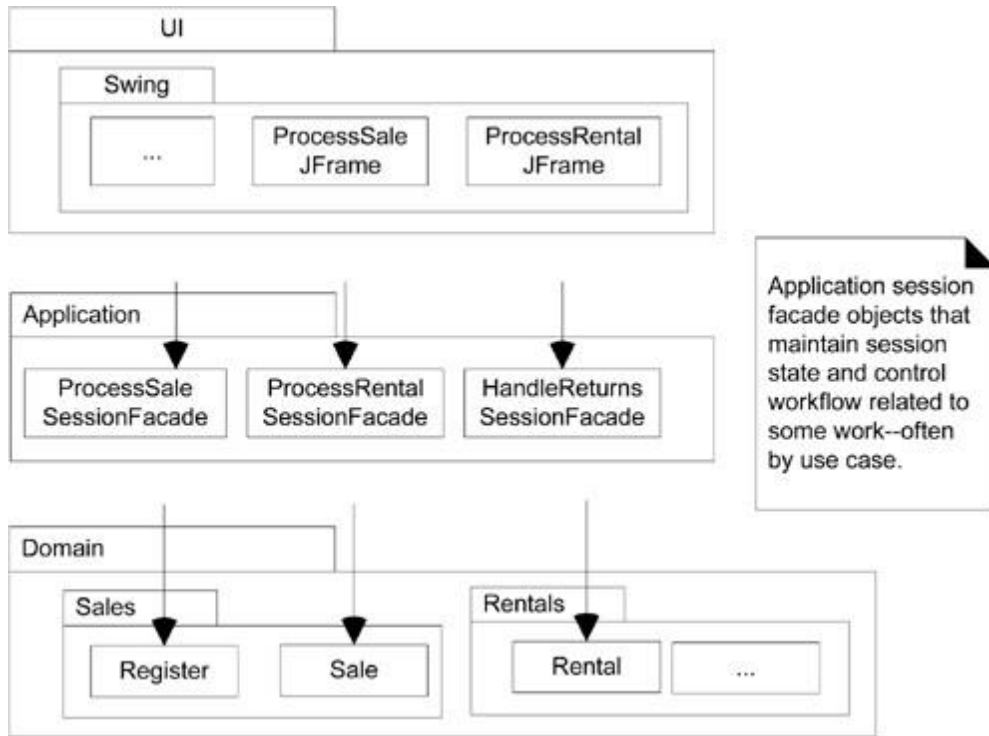 UI
Swing
...
ProcessSale
JFrame
ProcessRental
JFrame
Application
ProcessSale
SessionFacade
ProcessRental
SessionFacade
HandleReturns
SessionFacade
Application session
facade objects that
maintain session
state and control
workflow related to
some work--often
by use case.
Domain
Sales
Register
Sale
Rentals
Rental
...